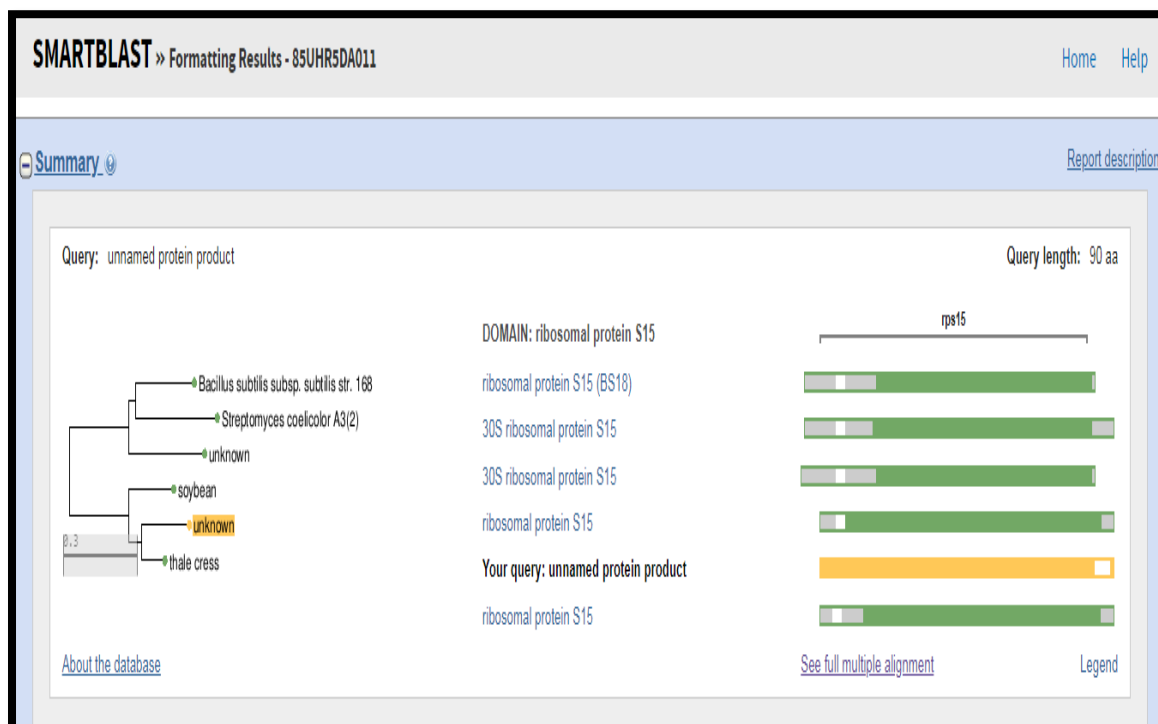 SMARTBLAST » Formatting Results - 85UHR5DA011
Home Help
Summary
Report description
Query: unnamed protein product
Query length: 90 aa
DOMAIN: ribosomal protein S15
rps15
Bacillus subtilis subsp. subtilis str. 168
ribosomal protein S15 (BS18)
Streptomyces coelicolor A3(2)
30S ribosomal protein S15
unknown
30S ribosomal protein S15
soybean
ribosomal protein S15
unknown
Your query: unnamed protein product
0.3
thale cress
ribosomal protein S15
About the database
See full multiple alignment
Legend